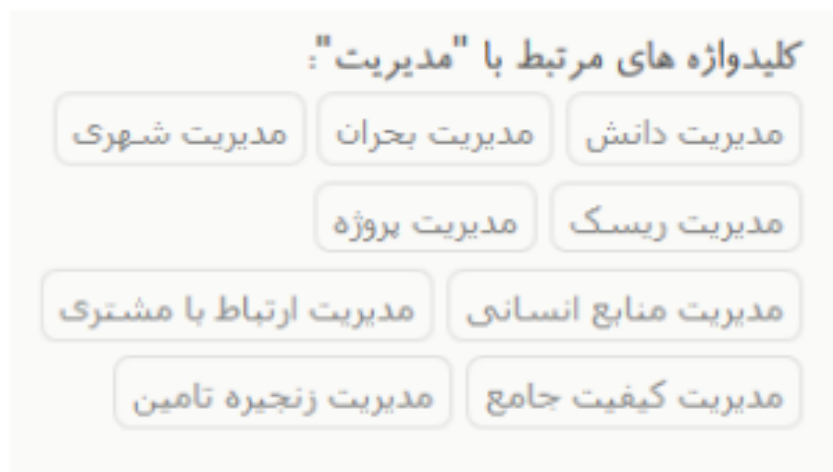 کلیدواژه های مرتبط با "مدیریت":
مدیریت دانش مدیریت بحران مدیریت شهری
مدیریت ریسک مدیریت پروژه
مدیریت منابع انسانی مدیریت ارتباط با مشتری
مدیریت کیفیت جامع مدیریت زنجیره تامین